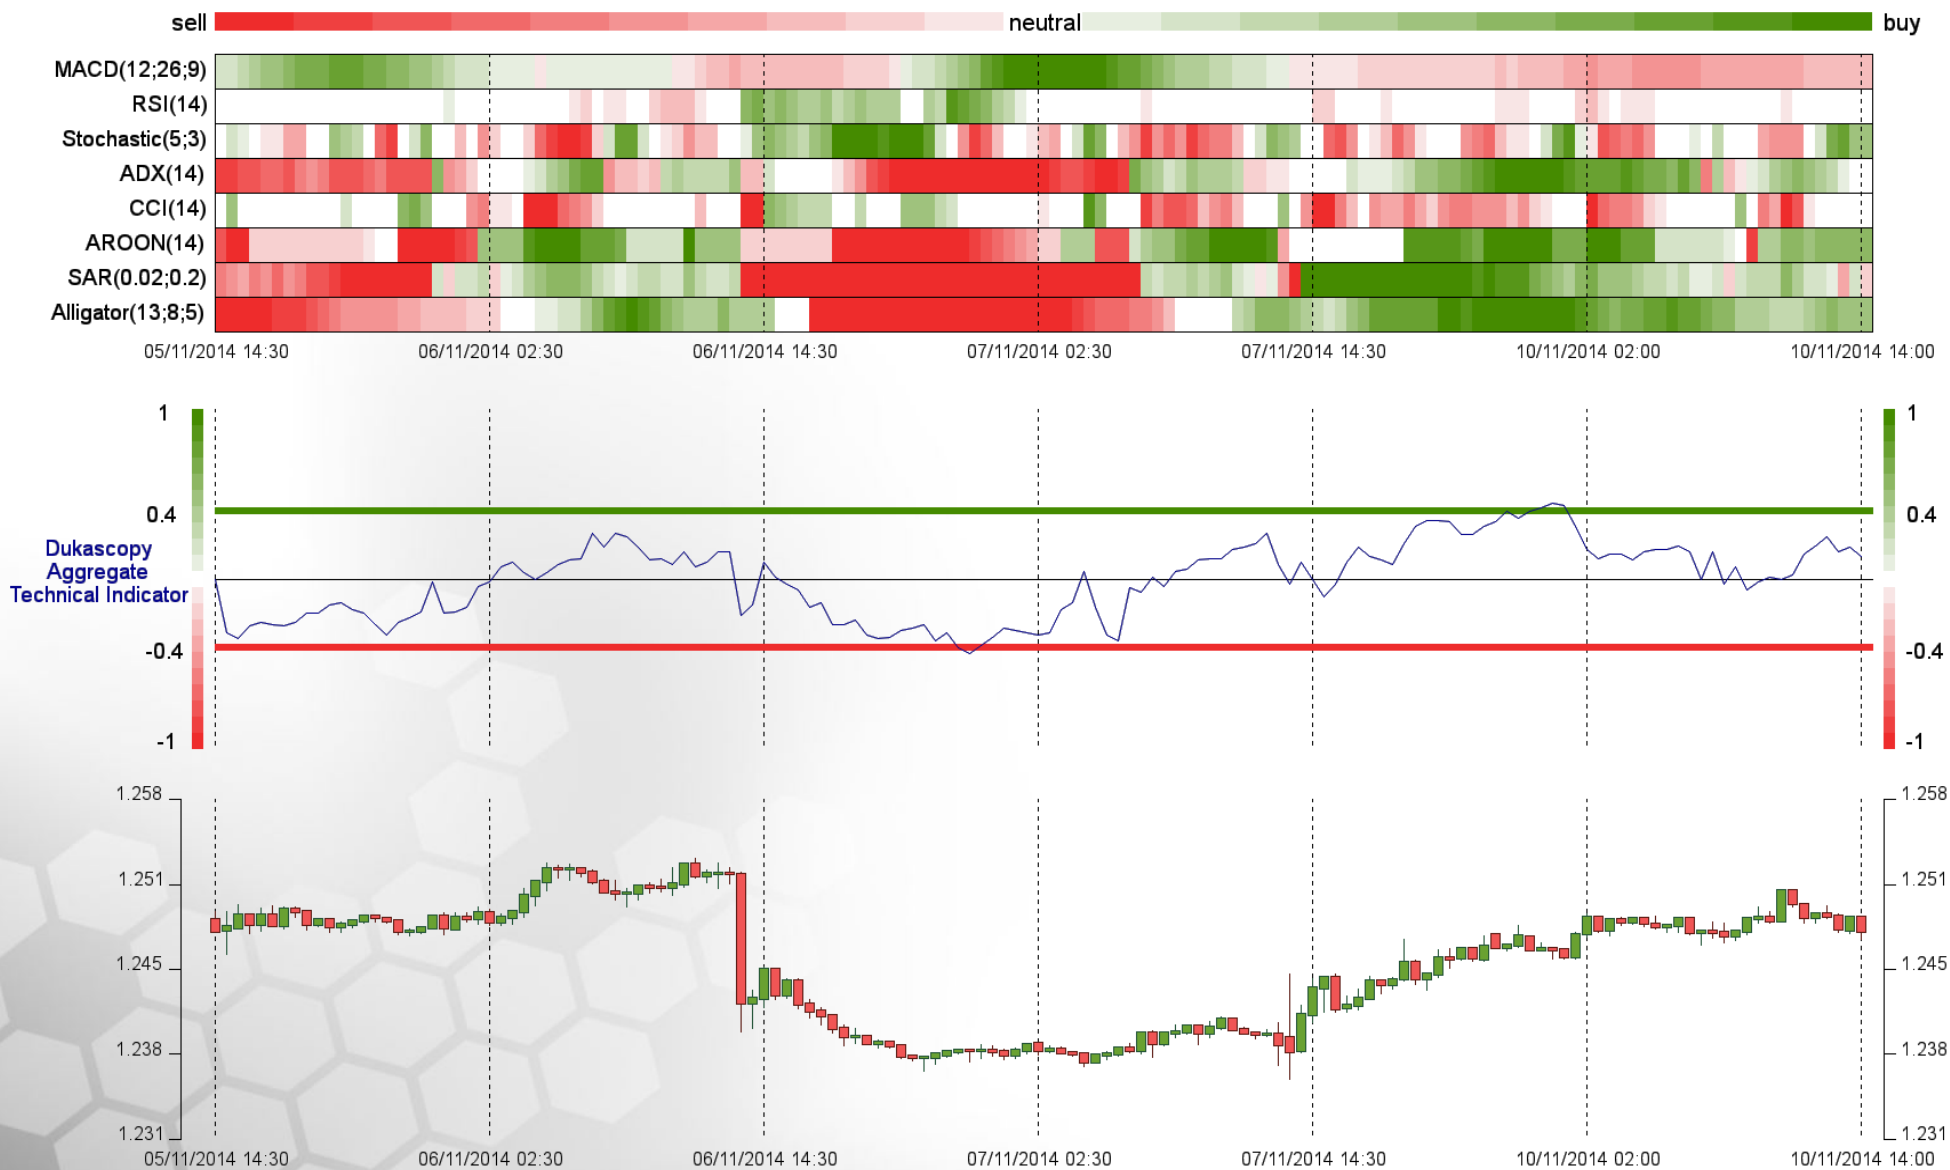 sell neutral buy
MACD(12;26;9)
RSI(14)
Stochastic(5;3)
ADX(14)
CCI(14)
AROON(14)
SAR(0.02;0.2)
Alligator(13;8;5)
05/11/2014 14:30 06/11/2014 02:30 06/11/2014 14:30 07/11/2014 02:30 07/11/2014 14:30 10/11/2014 02:00 10/11/2014 14:00
1 1
0.4 0.4
Dukascopy
Aggregate
Technical Indicator
-0.4 -0.4
-1 -1
1.258 1.258
1.251 1.251
1.245 1.245
1.238 1.238
1.231 1.231
05/11/2014 14:30 06/11/2014 02:30 06/11/2014 14:30 07/11/2014 02:30 07/11/2014 14:30 10/11/2014 02:00 10/11/2014 14:00